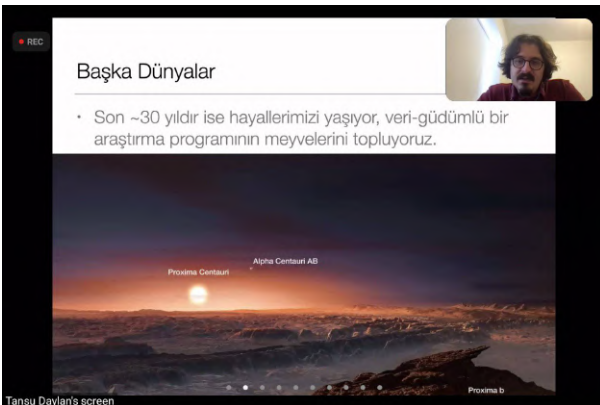 REC
Başka Dünyalar
• Son ~30 yıldır ise hayallerimizi yaşıyor, veri-güdümlü bir
araştırma programının meyvelerini topluyoruz.
Alpha Centauri AB
Proxima Centauri
Proxima b
Tansu Daylan's screen